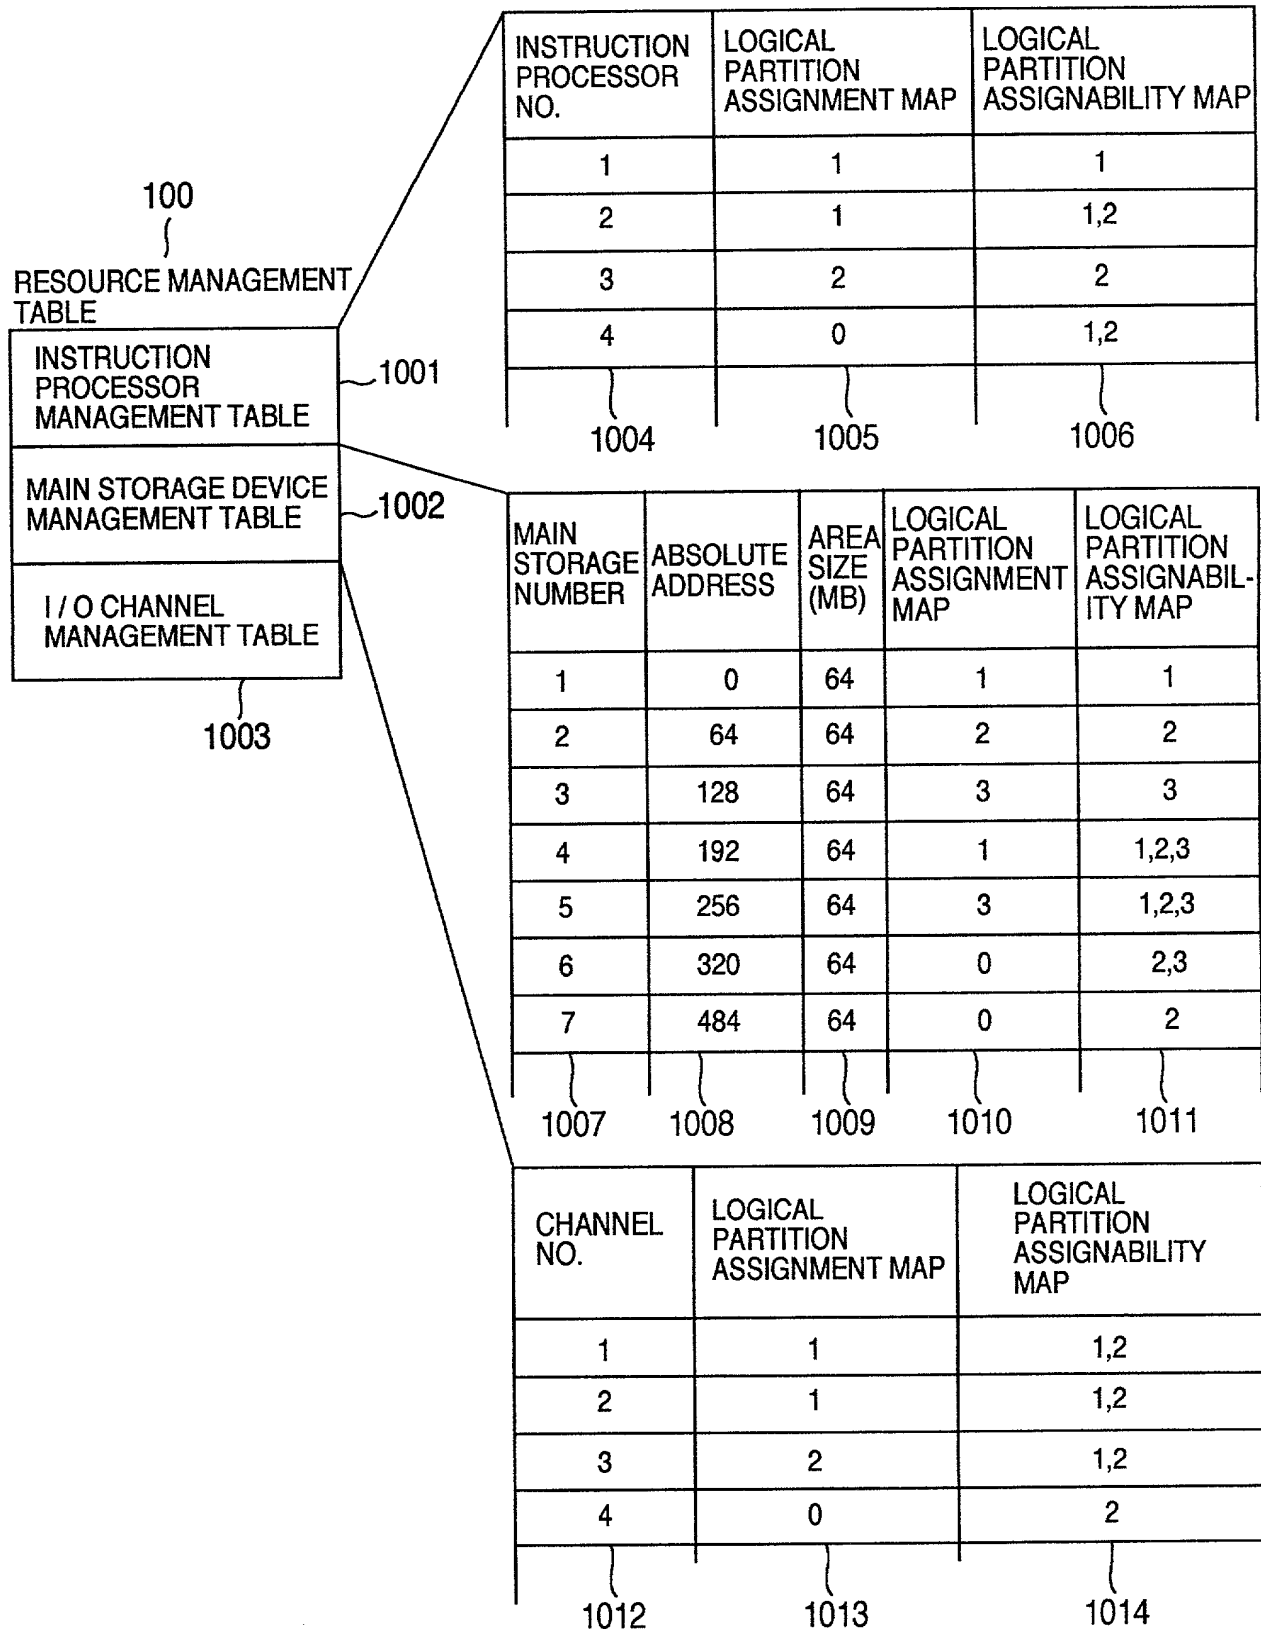 100
RESOURCE MANAGEMENT
TABLE
INSTRUCTION
PROCESSOR
MANAGEMENT TABLE
1001
MAIN STORAGE DEVICE
MANAGEMENT TABLE
1002
I / O CHANNEL
MANAGEMENT TABLE
1003
INSTRUCTION PROCESSOR NO. LOGICAL PARTITION ASSIGNMENT MAP LOGICAL PARTITION ASSIGNABILITY MAP
1 1 1
2 1 1,2
3 2 2
4 0 1,2
1004 1005 1006
MAIN STORAGE NUMBER ABSOLUTE ADDRESS AREA SIZE (MB) LOGICAL PARTITION ASSIGNMENT MAP LOGICAL PARTITION ASSIGNABIL- ITY MAP
1 0 64 1 1
2 64 64 2 2
3 128 64 3 3
4 192 64 1 1,2,3
5 256 64 3 1,2,3
6 320 64 0 2,3
7 484 64 0 2
1007 1008 1009 1010 1011
CHANNEL NO. LOGICAL PARTITION ASSIGNMENT MAP LOGICAL PARTITION ASSIGNABILITY MAP
1 1 1,2
2 1 1,2
3 2 1,2
4 0 2
1012 1013 1014